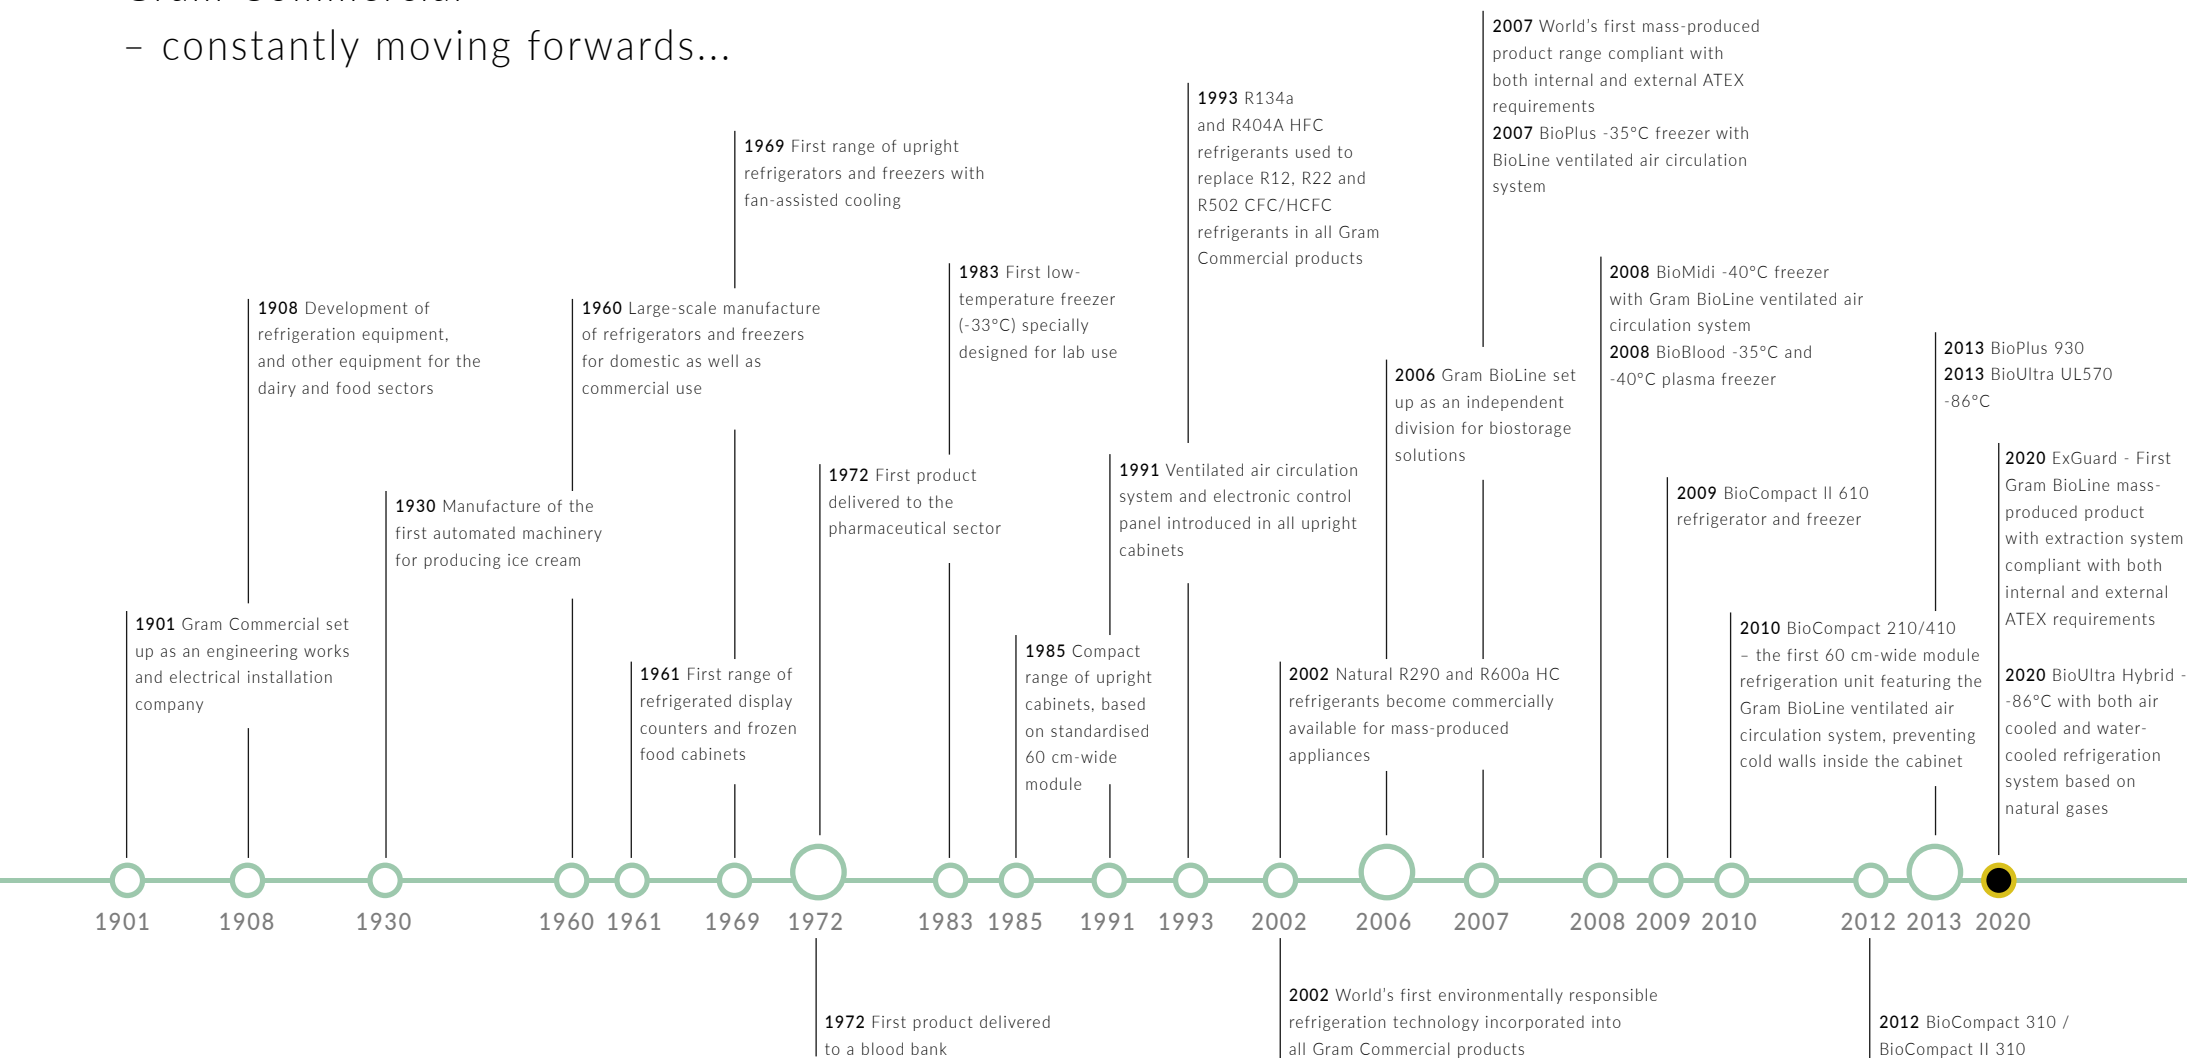 – constantly moving forwards...
2007 World's first mass-produced
product range compliant with
both internal and external ATEX
requirements
2007 BioPlus -35°C freezer with
BioLine ventilated air circulation
system
1993 R134a
and R404A HFC
refrigerants used to
replace R12, R22 and
R502 CFC/HCFC
refrigerants in all Gram
Commercial products
1969 First range of upright
refrigerators and freezers with
fan-assisted cooling
1983 First low-
temperature freezer
(-33°C) specially
designed for lab use
2008 BioMidi -40°C freezer
with Gram BioLine ventilated air
circulation system
2008 BioBlood -35°C and
-40°C plasma freezer
1908 Development of
refrigeration equipment,
and other equipment for the
dairy and food sectors
1960 Large-scale manufacture
of refrigerators and freezers
for domestic as well as
commercial use
2013 BioPlus 930
2013 BioUltra UL570
-86°C
2006 Gram BioLine set
up as an independent
division for biostorage
solutions
1972 First product
delivered to the
pharmaceutical sector
1991 Ventilated air circulation
system and electronic control
panel introduced in all upright
cabinets
2020 ExGuard - First
Gram BioLine mass-
produced product
with extraction system
compliant with both
internal and external
ATEX requirements
2009 BioCompact II 610
refrigerator and freezer
1930 Manufacture of the
first automated machinery
for producing ice cream
1901 Gram Commercial set
up as an engineering works
and electrical installation
company
1961 First range of
refrigerated display
counters and frozen
food cabinets
1985 Compact
range of upright
cabinets, based
on standardised
60 cm-wide
module
2002 Natural R290 and R600a HC
refrigerants become commercially
available for mass-produced
appliances
2010 BioCompact 210/410
– the first 60 cm-wide module
refrigeration unit featuring the
Gram BioLine ventilated air
circulation system, preventing
cold walls inside the cabinet
2020 BioUltra Hybrid -
-86°C with both air
cooled and water-
cooled refrigeration
system based on
natural gases
1901 1908 1930 1960 1961 1969 1972 1983 1985 1991 1993 2002 2006 2007 2008 2009 2010 2012 2013 2020
1972 First product delivered
to a blood bank
2002 World's first environmentally responsible
refrigeration technology incorporated into
all Gram Commercial products
2012 BioCompact 310 /
BioCompact II 310